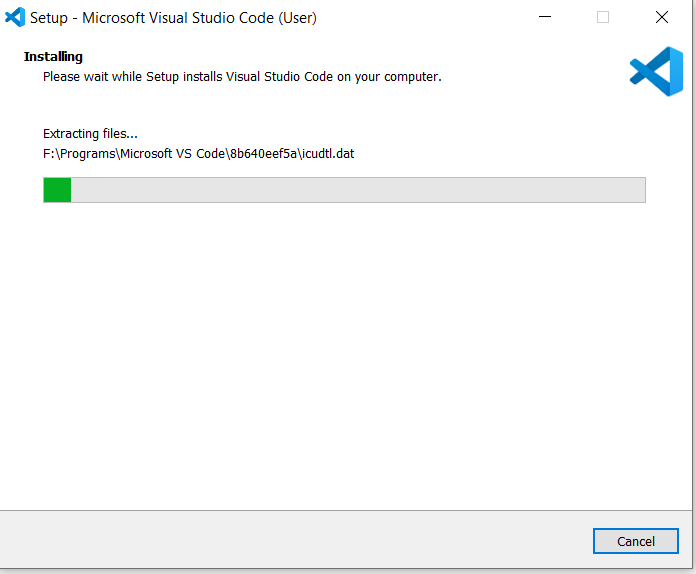 Setup - Microsoft Visual Studio Code (User)
Installing
Please wait while Setup installs Visual Studio Code on your computer.
Extracting files...
F:\Programs\Microsoft VS Code\8b640eef5a\icudtl.dat
Cancel